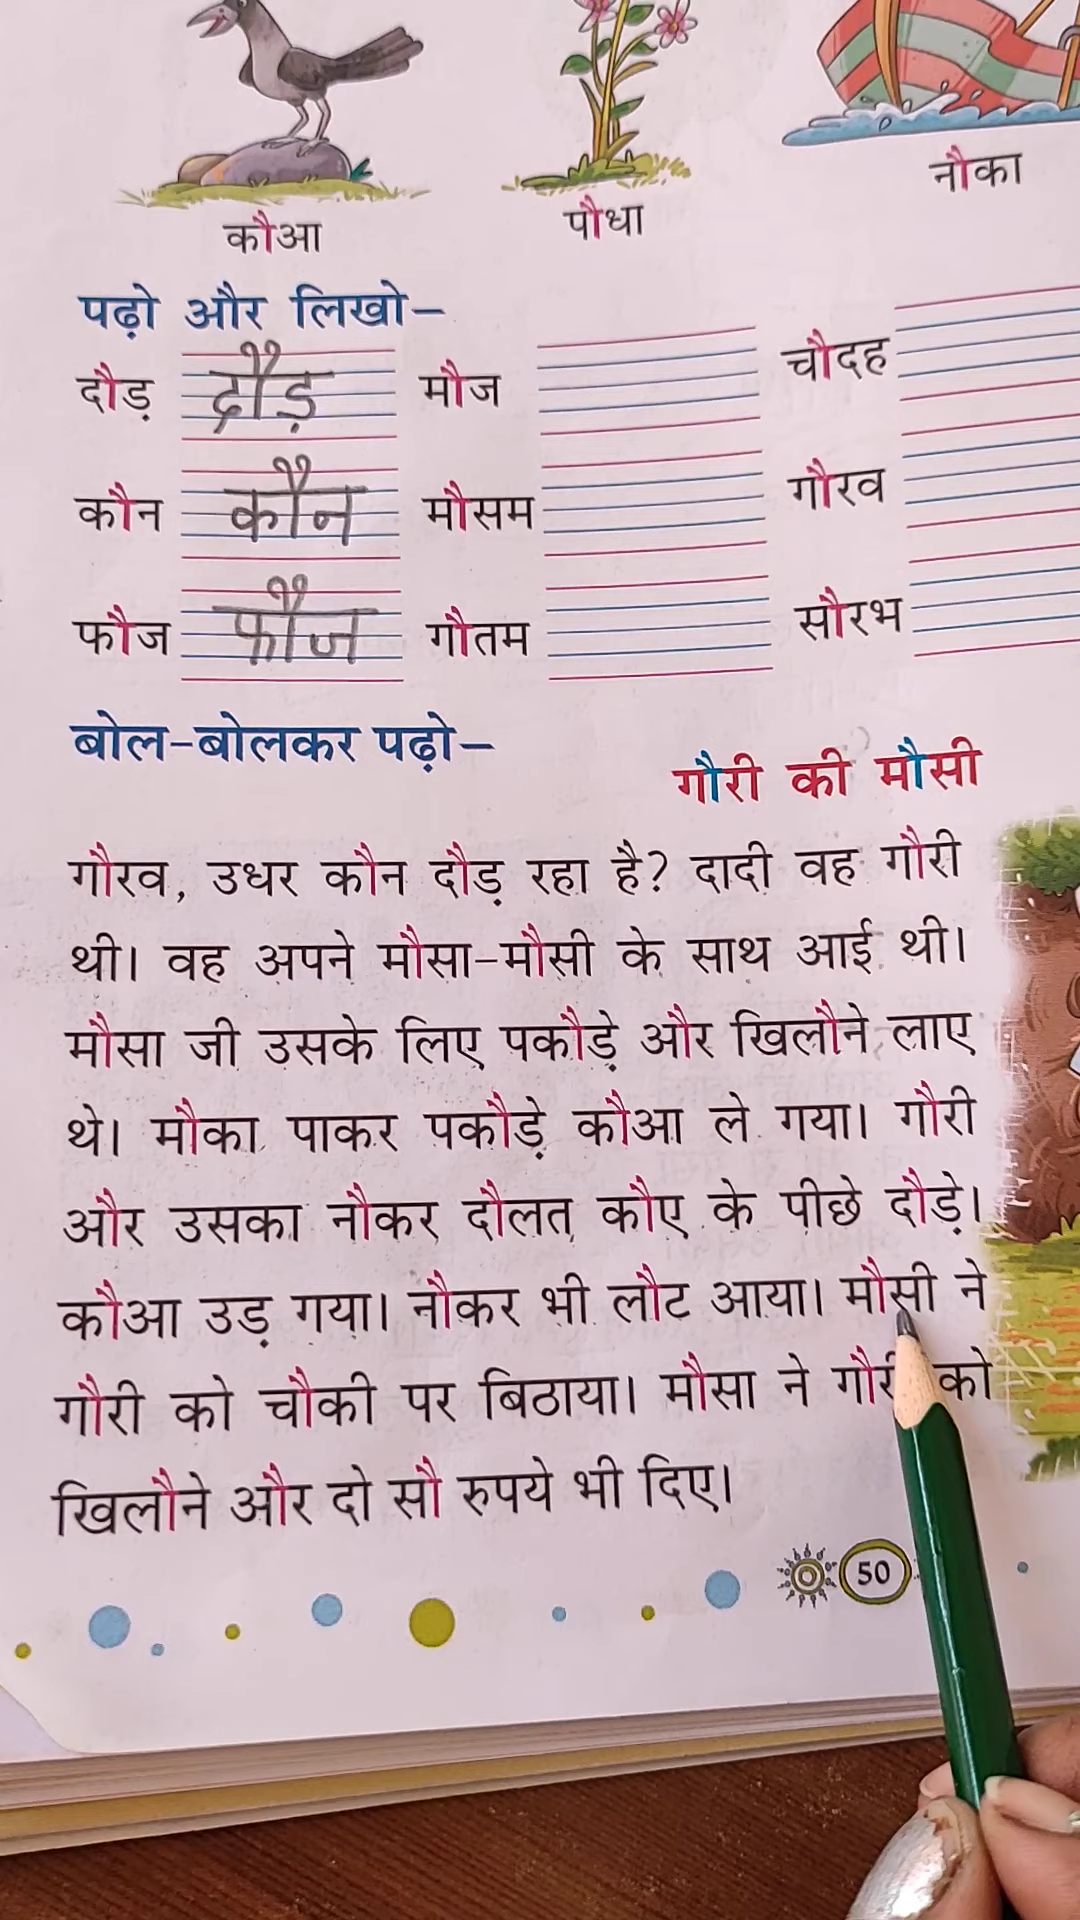 कौआ पौधा नौका
पढ़ो और लिखो–
दौड़ दौड़ मौज चौदह
कौन कौन मौसम गौरव
फौज फौज गौतम सौरभ
बोल-बोलकर पढ़ो–
गौरी की मौसी
गौरव, उधर कौन दौड़ रहा है? दादी वह गौरी
थी। वह अपने मौसा-मौसी के साथ आई थी।
मौसा जी उसके लिए पकौड़े और खिलौने लाए
थे। मौका पाकर पकौड़े कौआ ले गया। गौरी
और उसका नौकर दौलत कौए के पीछे दौड़े।
कौआ उड़ गया। नौकर भी लौट आया। मौसी ने
गौरी को चौकी पर बिठाया। मौसा ने गौरी को
खिलौने और दो सौ रुपये भी दिए।
50